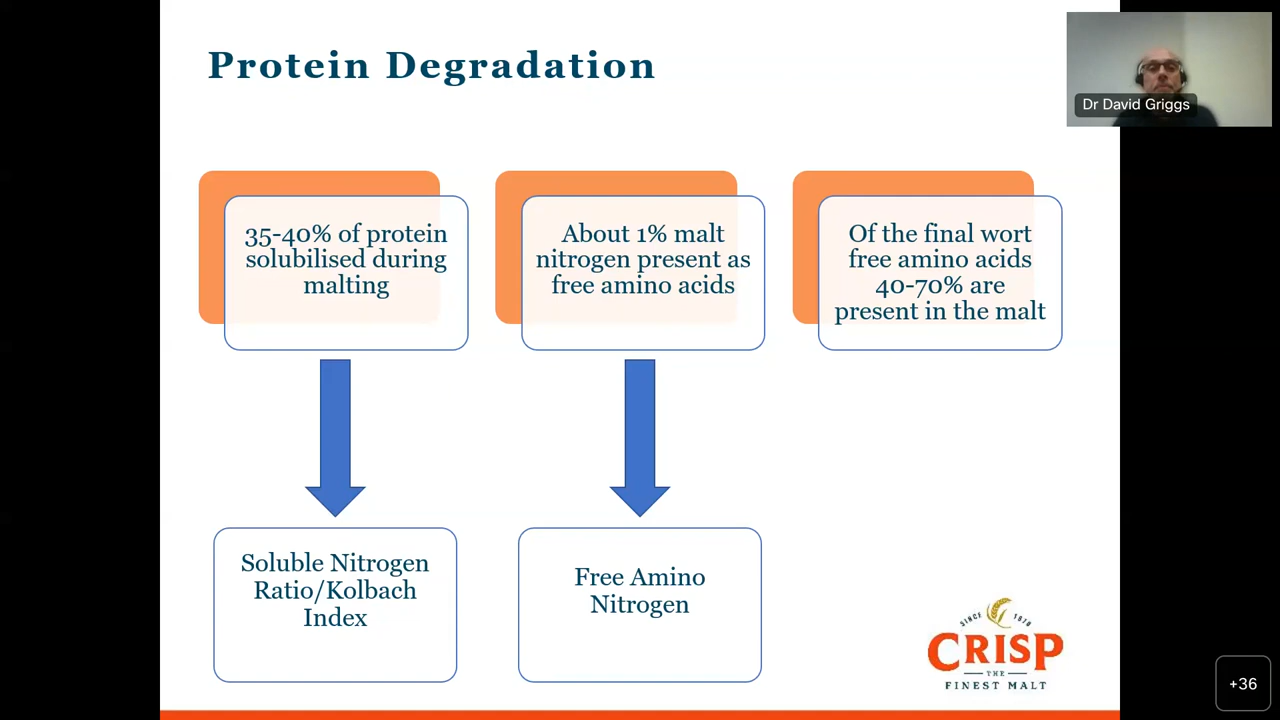 Protein Degradation
Dr David Griggs
35-40% of protein
solubilised during
malting
About 1% malt
nitrogen present as
free amino acids
Of the final wort
free amino acids
40-70% are
present in the malt
Soluble Nitrogen
Ratio/Kolbach
Index
Free Amino
Nitrogen
SINCE 1870
CRISP
THE
FINEST MALT
+36